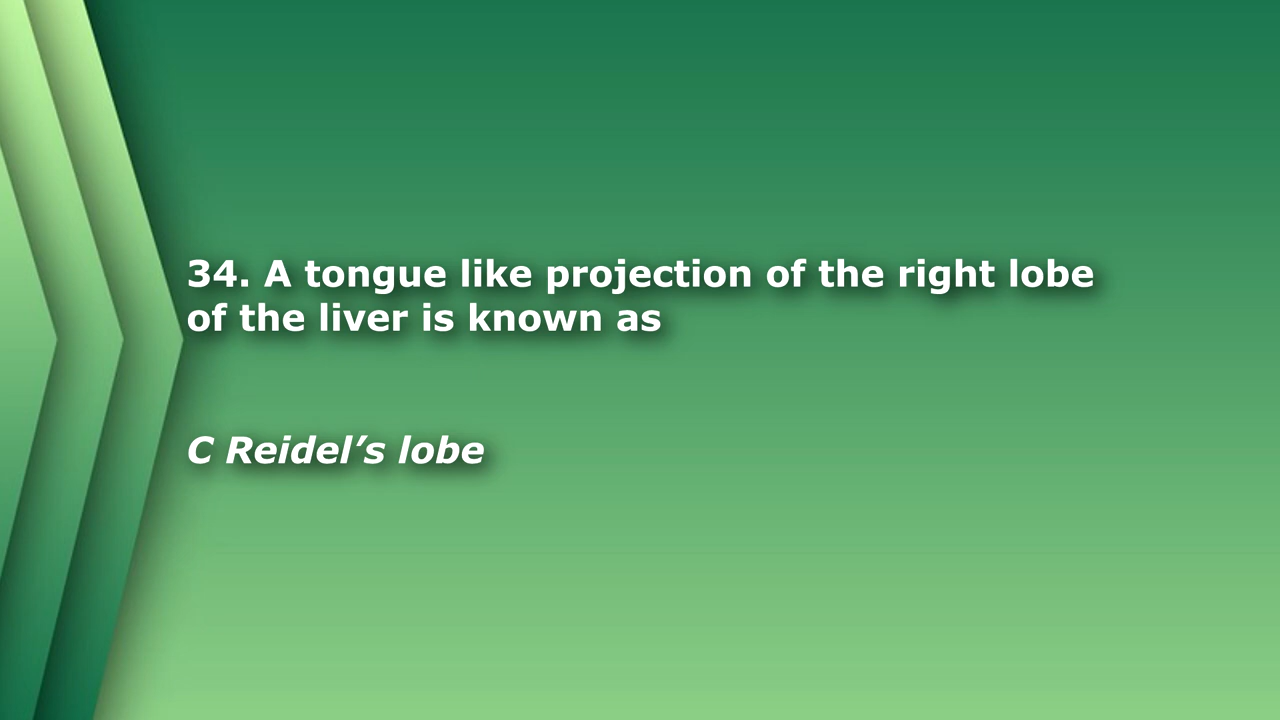 34. A tongue like projection of the right lobe
of the liver is known as
C Reidel’s lobe